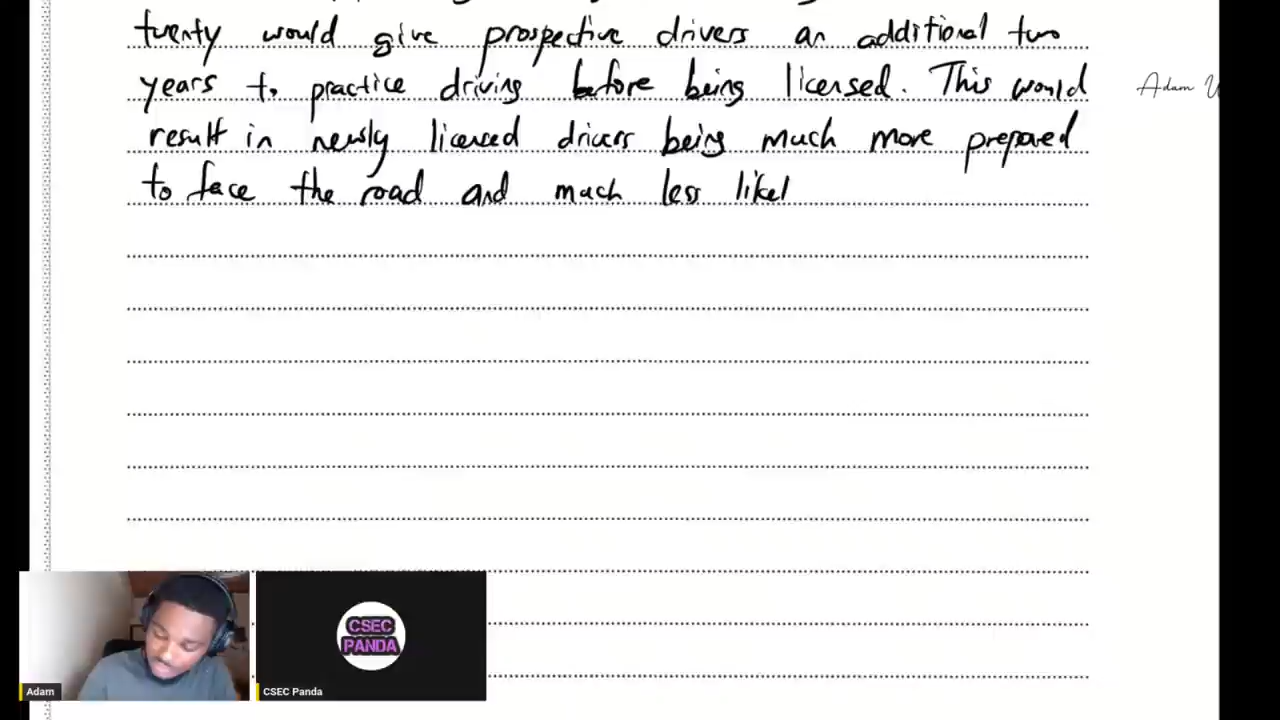 twenty would give prospective drivers an additional two
years to practice driving before being licensed. This would
Adam
result in newly licenced drivers being much more prepared
to face the road and much less likel
CSEC
PANDA
Adam
CSEC Panda